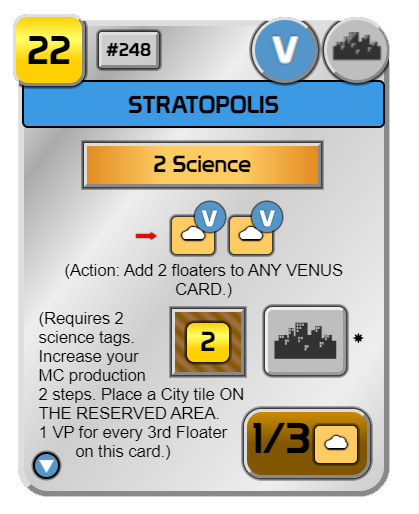 22 #248 V
STRATOPOLIS
2 Science
V V
(Action: Add 2 floaters to ANY VENUS
CARD.)
(Requires 2
science tags.
Increase your
MC production
2 steps. Place a City tile ON
THE RESERVED AREA.
1 VP for every 3rd Floater
on this card.)
2 *
1/3